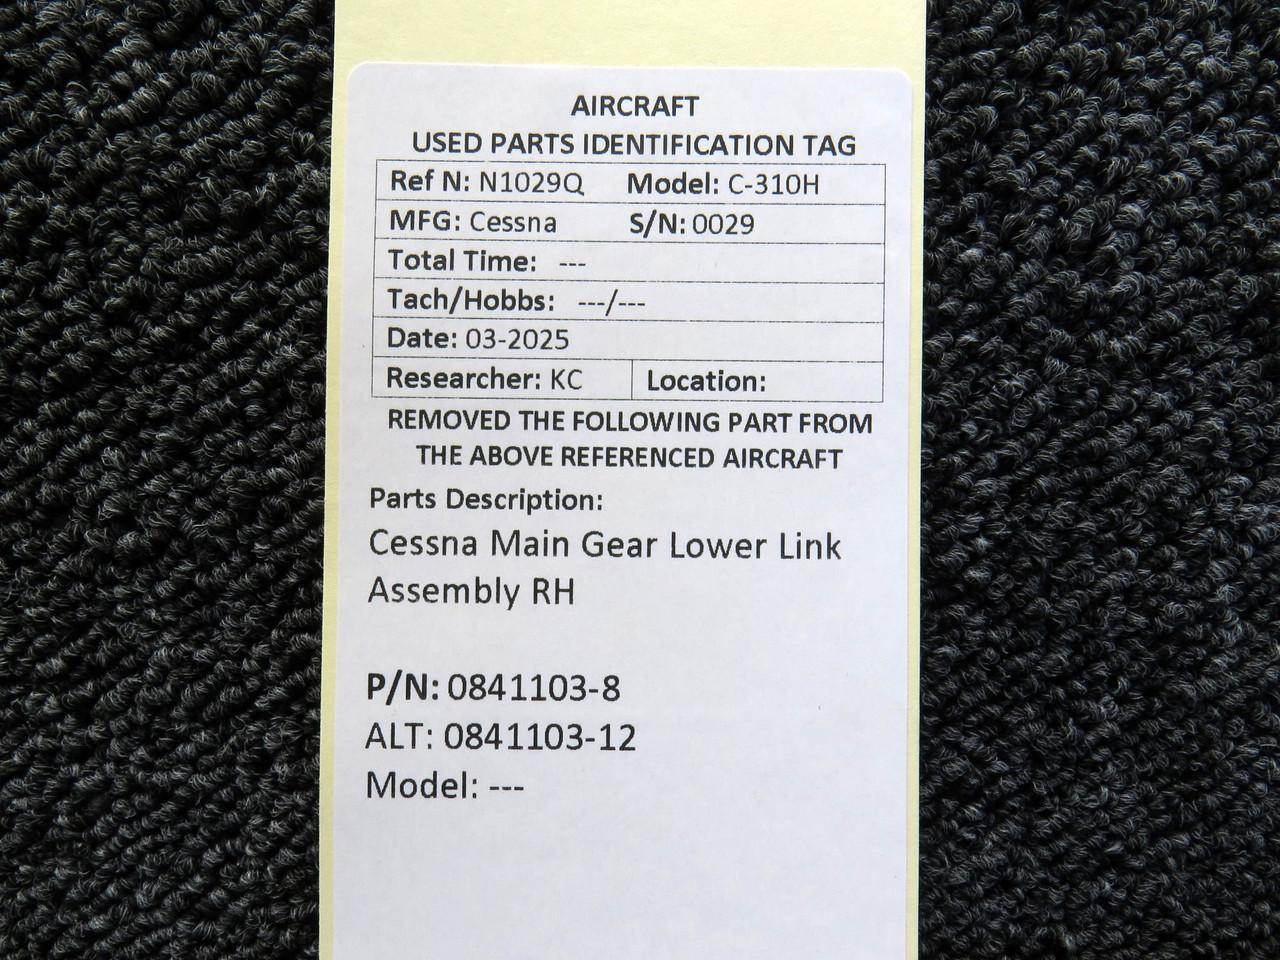 AIRCRAFT
USED PARTS IDENTIFICATION TAG
Ref N: N1029Q Model: C-310H
MFG: Cessna S/N: 0029
Total Time: ---
Tach/Hobbs: ---/---
Date: 03-2025
Researcher: KC Location:
REMOVED THE FOLLOWING PART FROM
THE ABOVE REFERENCED AIRCRAFT
Parts Description:
Cessna Main Gear Lower Link
Assembly RH
P/N: 0841103-8
ALT: 0841103-12
Model: ---